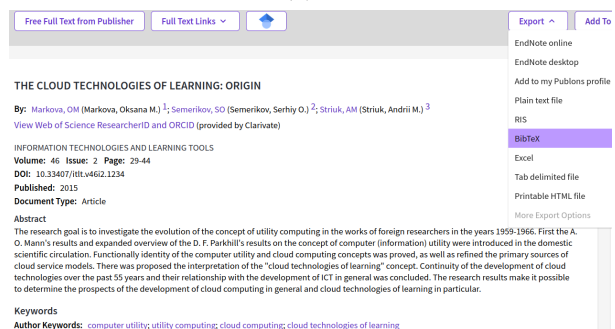 Free Full Text from Publisher
Full Text Links
Export
Add To
EndNote online
EndNote desktop
Add to my Publons profile
Plain text file
RIS
BibTeX
Excel
Tab delimited file
Printable HTML file
More Export Options
THE CLOUD TECHNOLOGIES OF LEARNING: ORIGIN
By: Markova, OM (Markova, Oksana M.) 1; Semerikov, SO (Semerikov, Serhiy O.) 2; Striuk, AM (Striuk, Andrii M.) 3
View Web of Science ResearcherID and ORCID (provided by Clarivate)
INFORMATION TECHNOLOGIES AND LEARNING TOOLS
Volume: 46 Issue: 2 Page: 29-44
DOI: 10.33407/itlt.v46i2.1234
Published: 2015
Document Type: Article
Abstract
The research goal is to investigate the evolution of the concept of utility computing in the works of foreign researchers in the years 1959-1966. First the A.
O. Mann's results and expanded overview of the D. F. Parkhill's results on the concept of computer (information) utility were introduced in the domestic
scientific circulation. Functionally identity of the computer utility and cloud computing concepts was proved, as well as refined the primary sources of
cloud service models. There was proposed the interpretation of the "cloud technologies of learning" concept. Continuity of the development of cloud
technologies over the past 55 years and their relationship with the development of ICT in general was concluded. The research results make it possible
to determine the prospects of the development of cloud computing in general and cloud technologies of learning in particular.
Keywords
Author Keywords: computer utility; utility computing; cloud computing; cloud technologies of learning